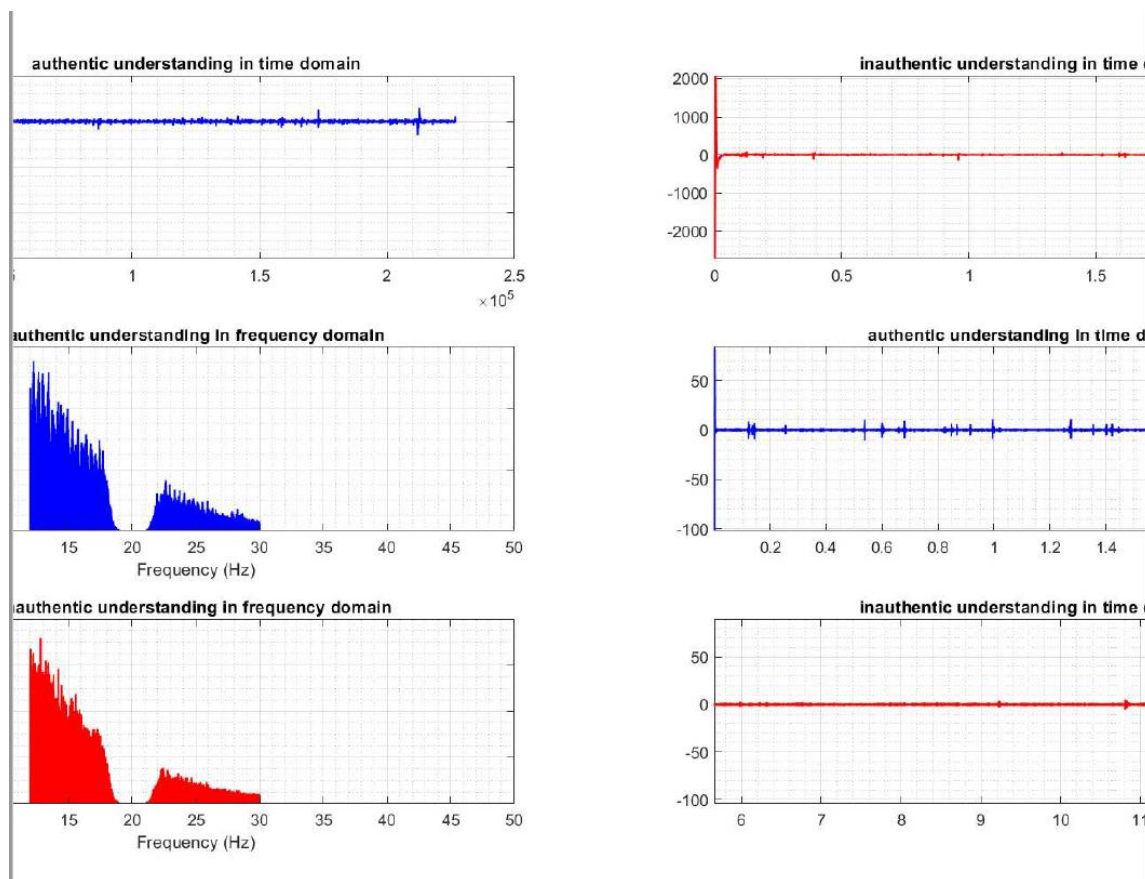 authentic understanding in time domain
1 1.5 2 2.5
×10^5
authentic understanding in frequency domain
15 20 25 30 35 40 45 50
Frequency (Hz)
authentic understanding in frequency domain
15 20 25 30 35 40 45 50
Frequency (Hz)
inauthentic understanding in time
2000
1000
0
-1000
-2000
0 0.5 1 1.5
authentic understanding in time d
50
0
-50
-100
0.2 0.4 0.6 0.8 1 1.2 1.4
inauthentic understanding in time
50
0
-50
-100
6 7 8 9 10 11